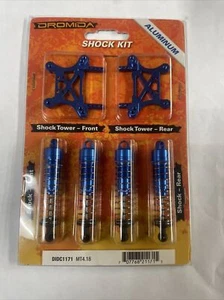 DROMIDA
SHOCK KIT
ALUMINUM
Shock Tower - Front
Shock Tower - Rear
Shock - Rear
DIDC1171 MT4.18